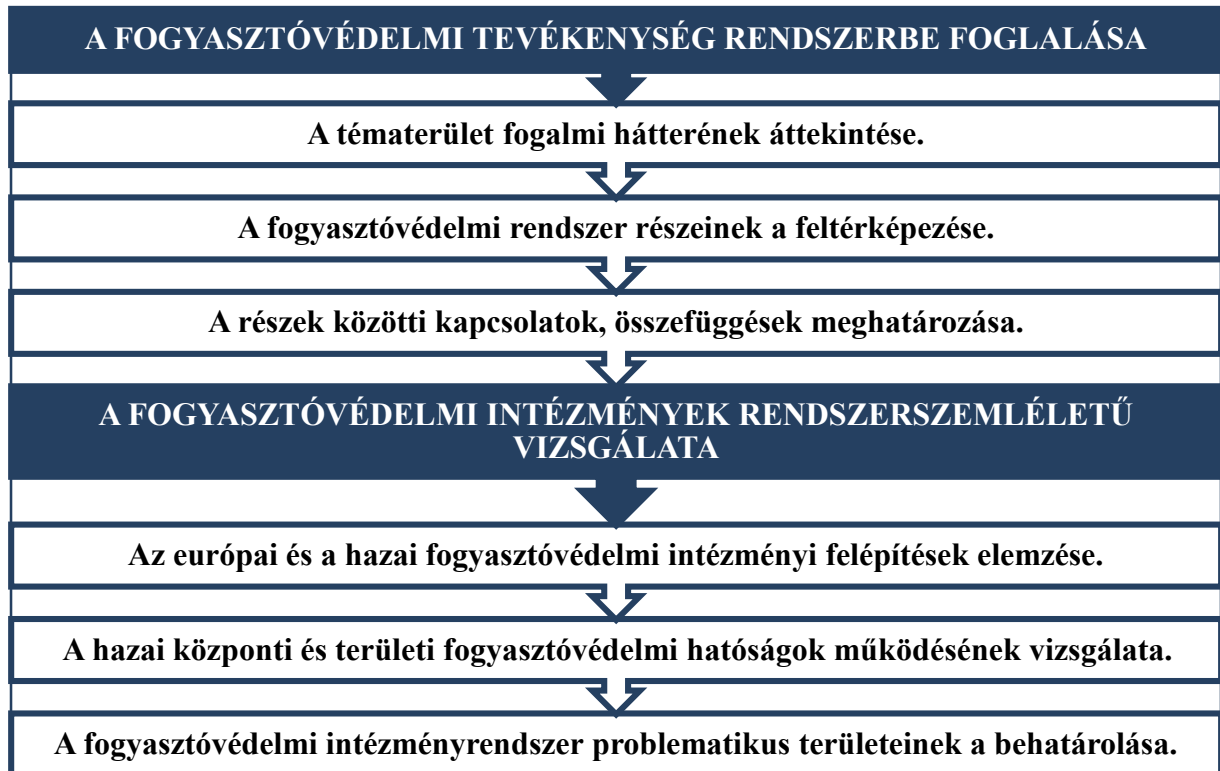 A FOGYASZTÓVÉDELMI TEVÉKENYSÉG RENDSZERBE FOGLALÁSA
A tématerület fogalmi hátterének áttekintése.
A fogyasztóvédelmi rendszer részeinek a feltérképezése.
A részek közötti kapcsolatok, összefüggések meghatározása.
A FOGYASZTÓVÉDELMI INTÉZMÉNYEK RENDSZERSZEMLÉLETŰ
VIZSGÁLATA
Az európai és a hazai fogyasztóvédelmi intézményi felépítések elemzése.
A hazai központi és területi fogyasztóvédelmi hatóságok működésének vizsgálata.
A fogyasztóvédelmi intézményrendszer problematikus területeinek a behatárolása.